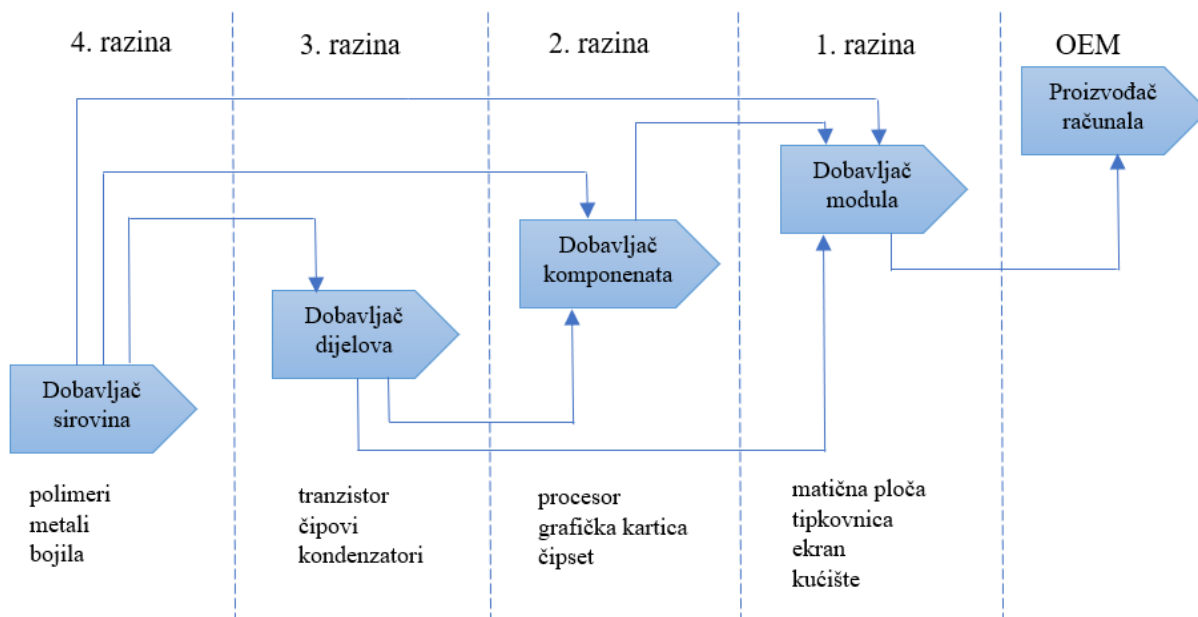 4. razina
3. razina
2. razina
1. razina
OEM
Proizvođač
računala
Dobavljač
modula
Dobavljač
komponenata
Dobavljač
dijelova
Dobavljač
sirovina
polimeri
metali
bojila
tranzistor
čipovi
kondenzatori
procesor
grafička kartica
čipset
matična ploča
tipkovnica
ekran
kućište